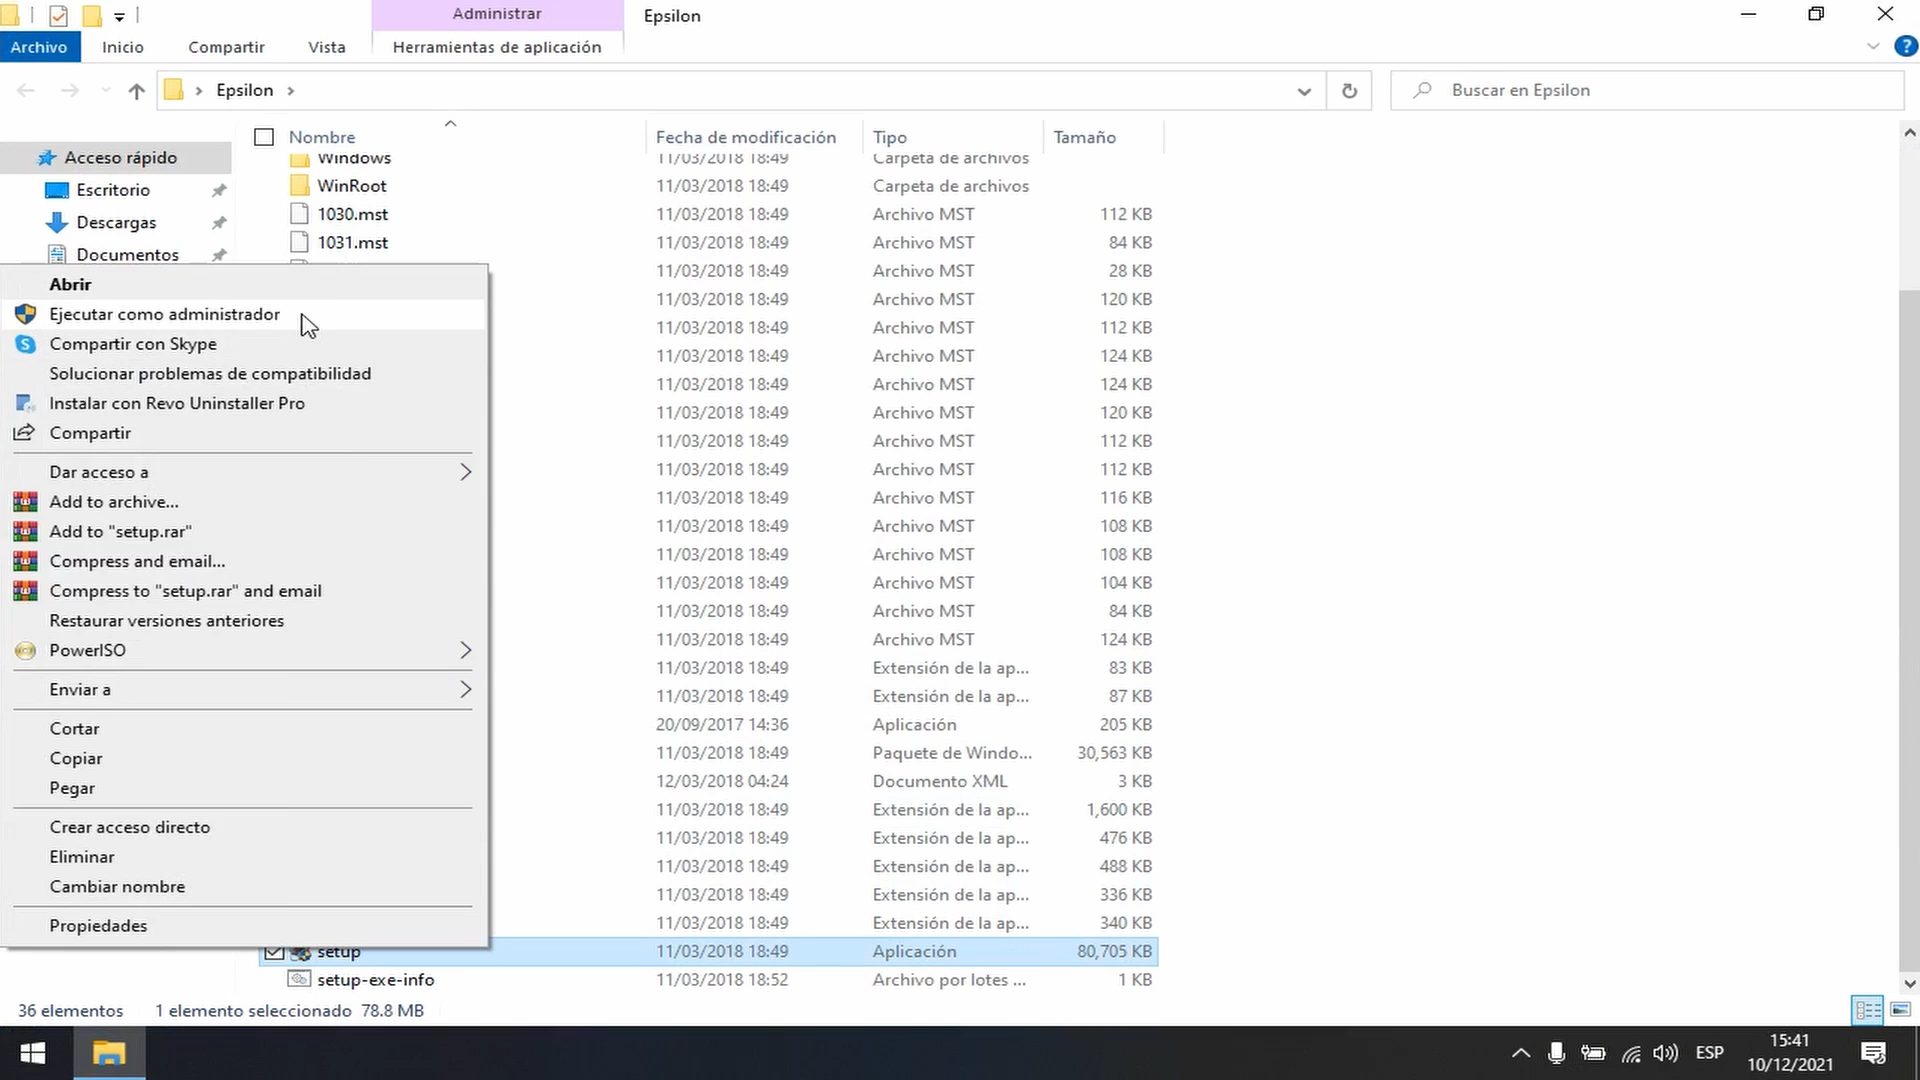 Administrar
Epsilon
Archivo
Inicio
Compartir
Vista
Herramientas de aplicación
Epsilon
Buscar en Epsilon
Nombre
Fecha de modificación
Tipo
Tamaño
Acceso rápido
Escritorio
Descargas
Documentos
Windows 11/03/2018 18:49 Carpeta de archivos
WinRoot 11/03/2018 18:49 Carpeta de archivos
1030.mst 11/03/2018 18:49 Archivo MST 112 KB
1031.mst 11/03/2018 18:49 Archivo MST 84 KB
11/03/2018 18:49 Archivo MST 28 KB
11/03/2018 18:49 Archivo MST 120 KB
11/03/2018 18:49 Archivo MST 112 KB
11/03/2018 18:49 Archivo MST 124 KB
11/03/2018 18:49 Archivo MST 124 KB
11/03/2018 18:49 Archivo MST 120 KB
11/03/2018 18:49 Archivo MST 112 KB
11/03/2018 18:49 Archivo MST 112 KB
11/03/2018 18:49 Archivo MST 116 KB
11/03/2018 18:49 Archivo MST 108 KB
11/03/2018 18:49 Archivo MST 108 KB
11/03/2018 18:49 Archivo MST 104 KB
11/03/2018 18:49 Archivo MST 84 KB
11/03/2018 18:49 Archivo MST 124 KB
11/03/2018 18:49 Extensión de la ap... 83 KB
11/03/2018 18:49 Extensión de la ap... 87 KB
20/09/2017 14:36 Aplicación 205 KB
11/03/2018 18:49 Paquete de Windo... 30,563 KB
12/03/2018 04:24 Documento XML 3 KB
11/03/2018 18:49 Extensión de la ap... 1,600 KB
11/03/2018 18:49 Extensión de la ap... 476 KB
11/03/2018 18:49 Extensión de la ap... 488 KB
11/03/2018 18:49 Extensión de la ap... 336 KB
11/03/2018 18:49 Extensión de la ap... 340 KB
setup 11/03/2018 18:49 Aplicación 80,705 KB
setup-exe-info 11/03/2018 18:52 Archivo por lotes ... 1 KB
Abrir
Ejecutar como administrador
Compartir con Skype
Solucionar problemas de compatibilidad
Instalar con Revo Uninstaller Pro
Compartir
Dar acceso a
Add to archive...
Add to "setup.rar"
Compress and email...
Compress to "setup.rar" and email
Restaurar versiones anteriores
PowerISO
Enviar a
Cortar
Copiar
Pegar
Crear acceso directo
Eliminar
Cambiar nombre
Propiedades
36 elementos
1 elemento seleccionado 78.8 MB
ESP
15:41
10/12/2021